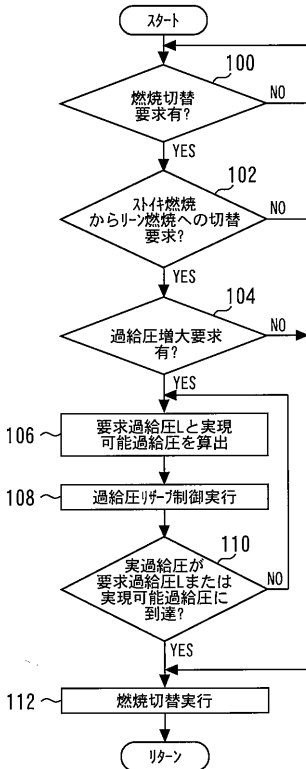 スタート
100
燃焼切替
要求有?
NO
YES
102
ストイキ燃焼
からリーン燃焼への切替
要求?
NO
YES
104
過給圧増大要求
有?
NO
YES
106
要求過給圧Lと実現
可能過給圧を算出
108
過給圧リザーブ制御実行
110
実過給圧が
要求過給圧Lまたは
実現可能過給圧に
到達?
NO
YES
112
燃焼切替実行
リターン